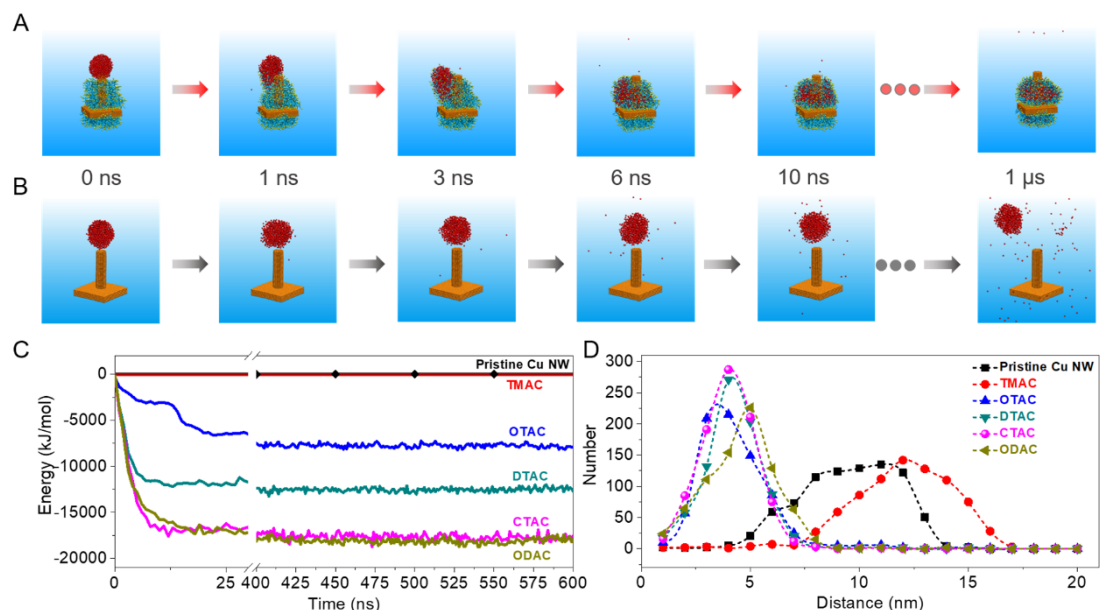 A
0 ns 1 ns 3 ns 6 ns 10 ns 1 μs
B
C
Pristine Cu NW
TMAC
OTAC
DTAC
CTAC
ODAC
0
-5000
-10000
-15000
-20000
Energy (kJ/mol)
0 25 400 425 450 475 500 525 550 575 600
Time (ns)
D
300
250
200
150
100
50
0
Number
Pristine Cu NW
TMAC
OTAC
DTAC
CTAC
ODAC
0 5 10 15 20
Distance (nm)